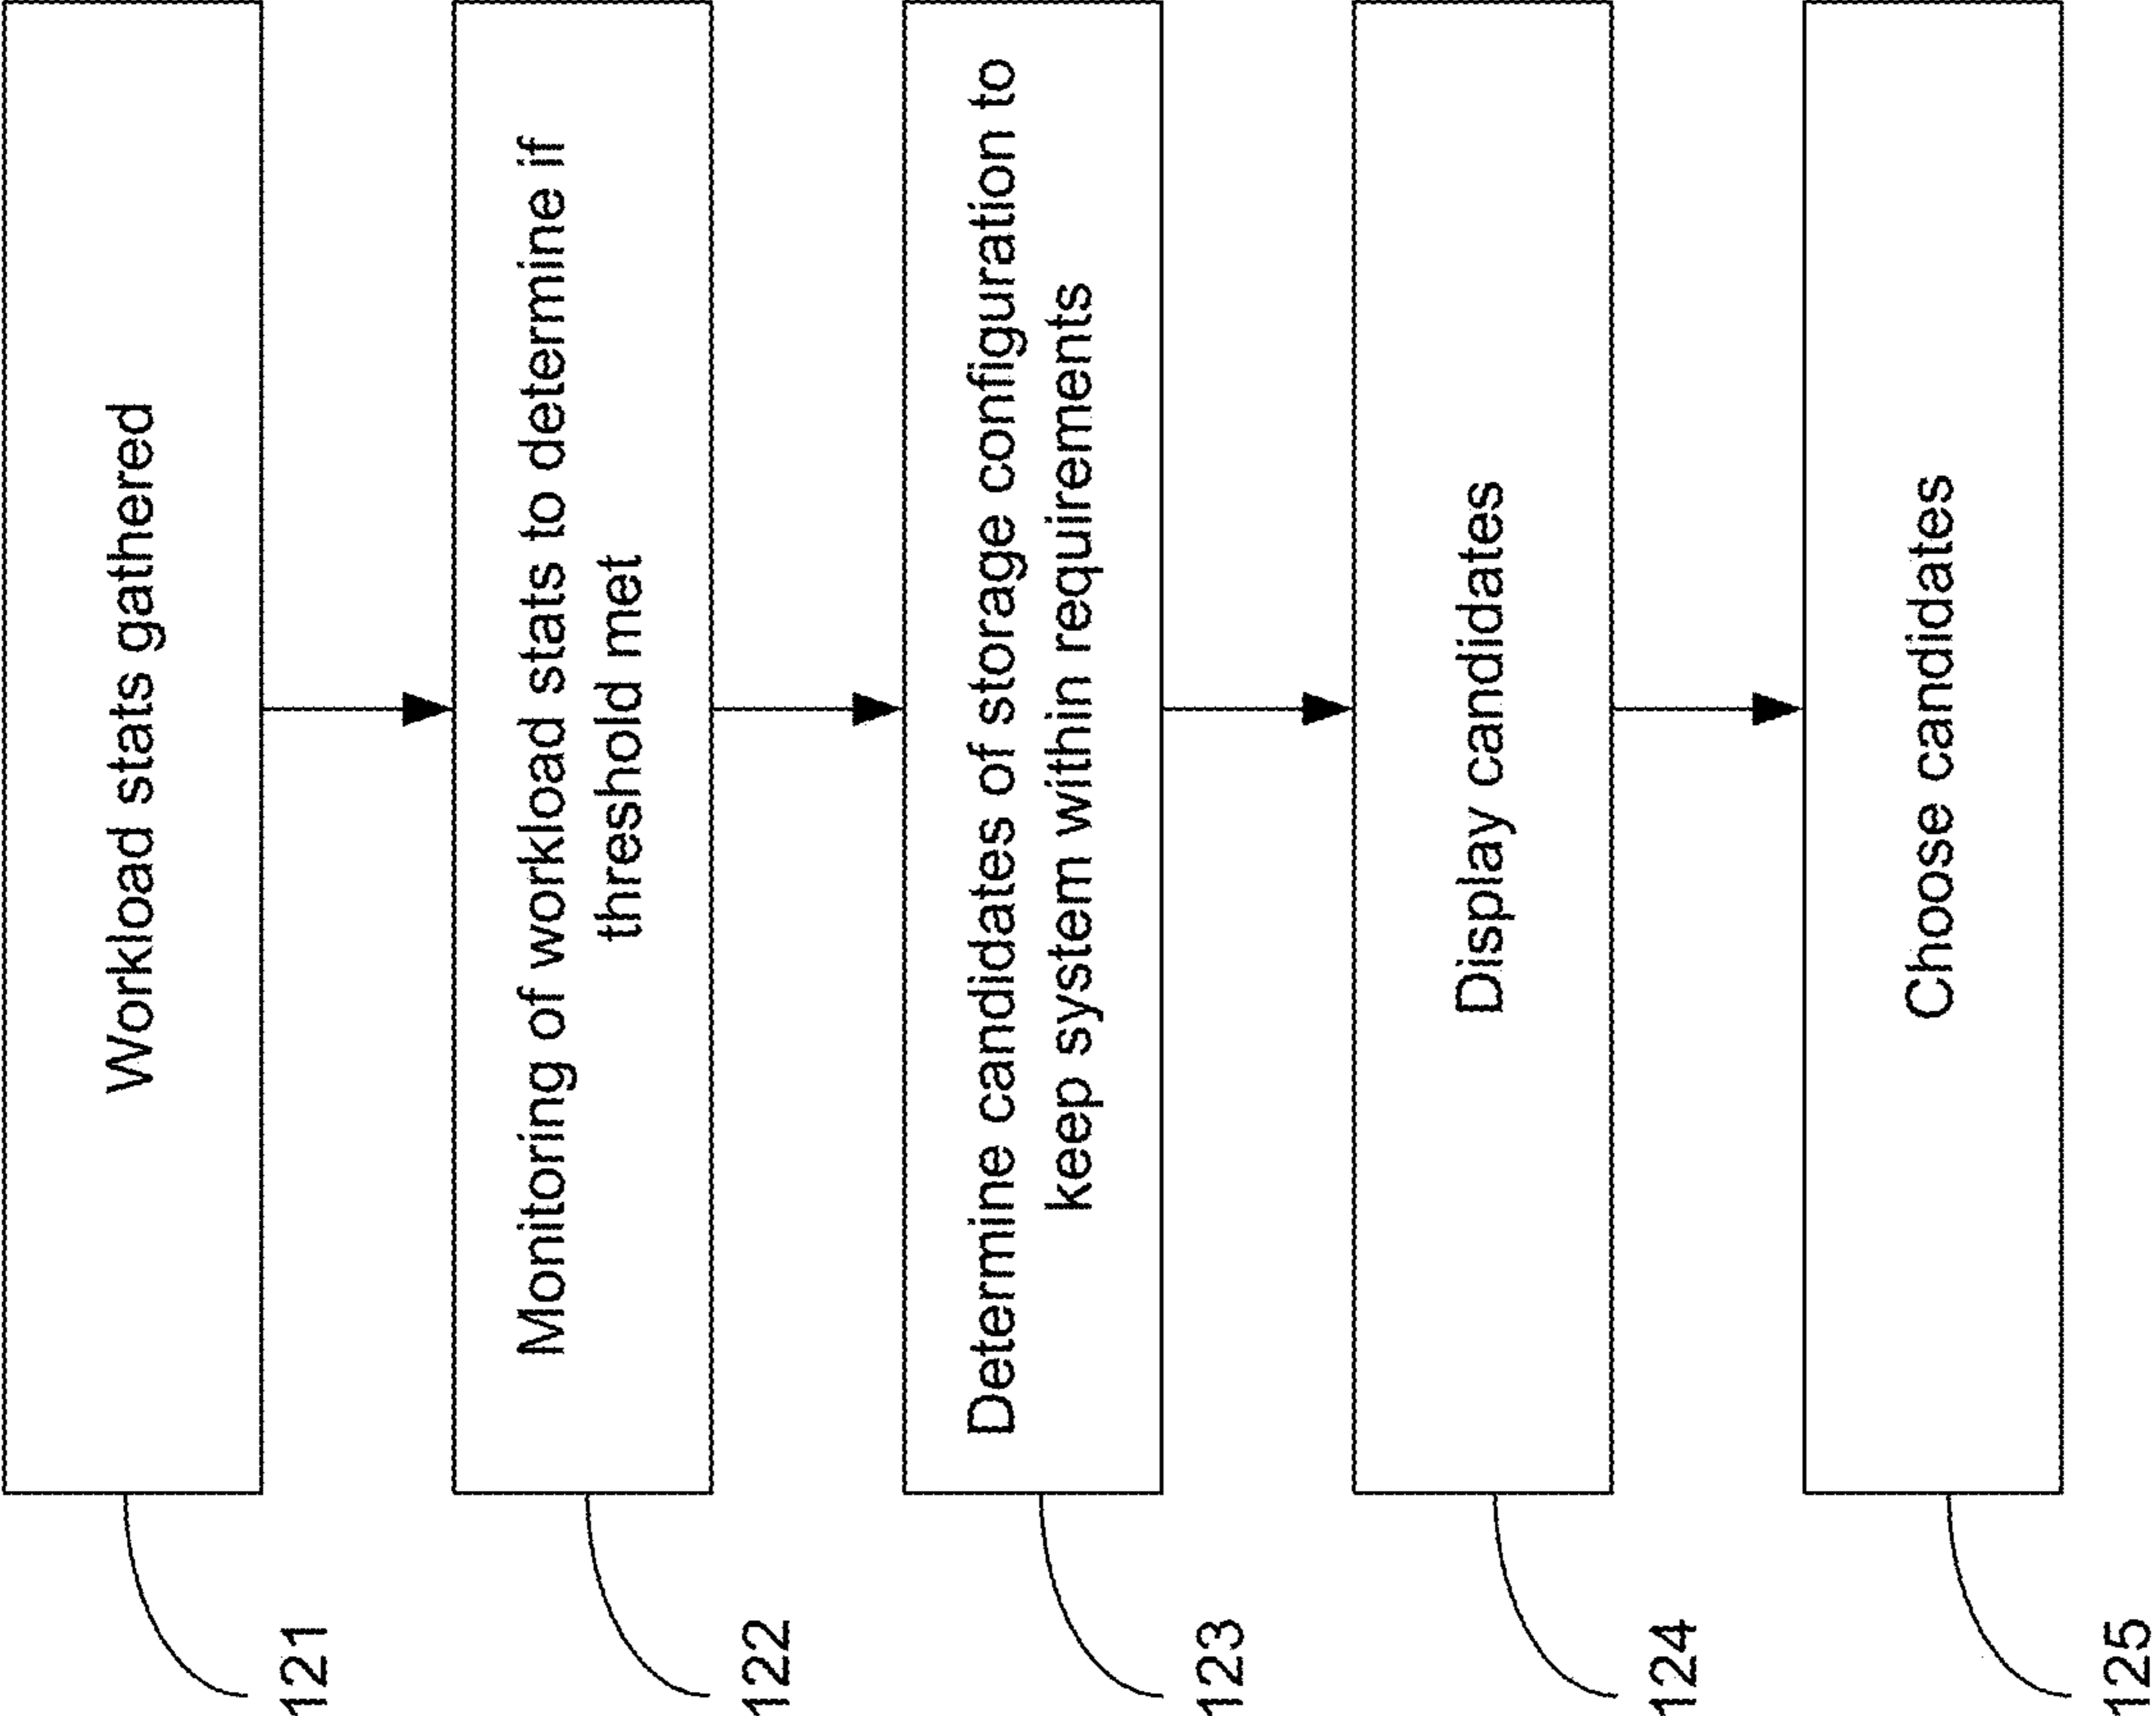 121
Workload stats gathered
122
Monitoring of workload stats to determine if
threshold met
123
Determine candidates of storage configuration to
keep system within requirements
124
Display candidates
125
Choose candidates